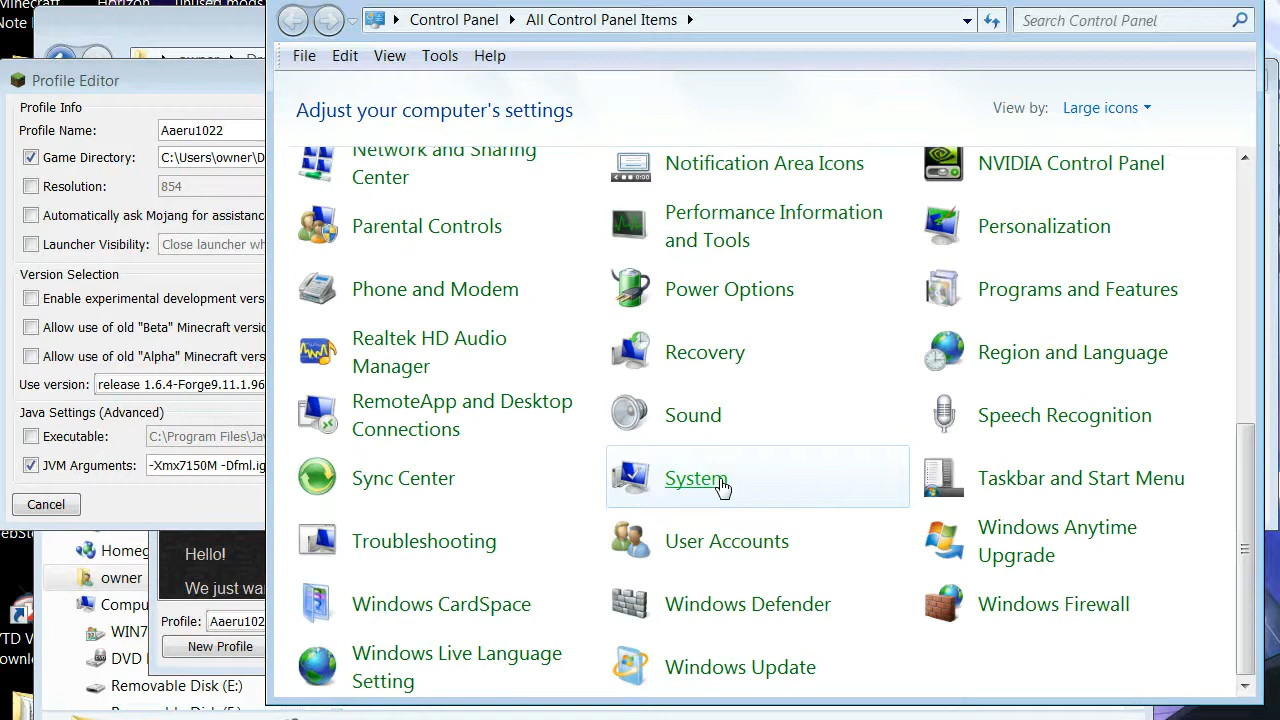 Minecraft
Horizon
unused mods
Note
Control Panel
All Control Panel Items
Search Control Panel
File Edit View Tools Help
Profile Editor
Adjust your computer's settings
View by: Large icons
Profile Info
Profile Name: Aaeru1022
Game Directory: C:\Users\owner\D
Resolution: 854
Automatically ask Mojang for assistanc
Launcher Visibility: Close launcher wh
Version Selection
Enable experimental development vers
Allow use of old "Beta" Minecraft versio
Allow use of old "Alpha" Minecraft versio
Use version: release 1.6.4-Forge9.11.1.96
Java Settings (Advanced)
Executable: C:\Program Files\Jav
JVM Arguments: -Xmx7150M -Dfml.ig
Cancel
Network and Sharing
Center
Notification Area Icons
NVIDIA Control Panel
Parental Controls
Performance Information
and Tools
Personalization
Phone and Modem
Power Options
Programs and Features
Realtek HD Audio
Manager
Recovery
Region and Language
RemoteApp and Desktop
Connections
Sound
Speech Recognition
Sync Center
System
Taskbar and Start Menu
Troubleshooting
User Accounts
Windows Anytime
Upgrade
Windows CardSpace
Windows Defender
Windows Firewall
Windows Live Language
Setting
Windows Update
Homeg
owner
Compu
WIN7
DVD
Removable Disk (E:)
Hello!
We just wa
Profile: Aaeru102
New Profile